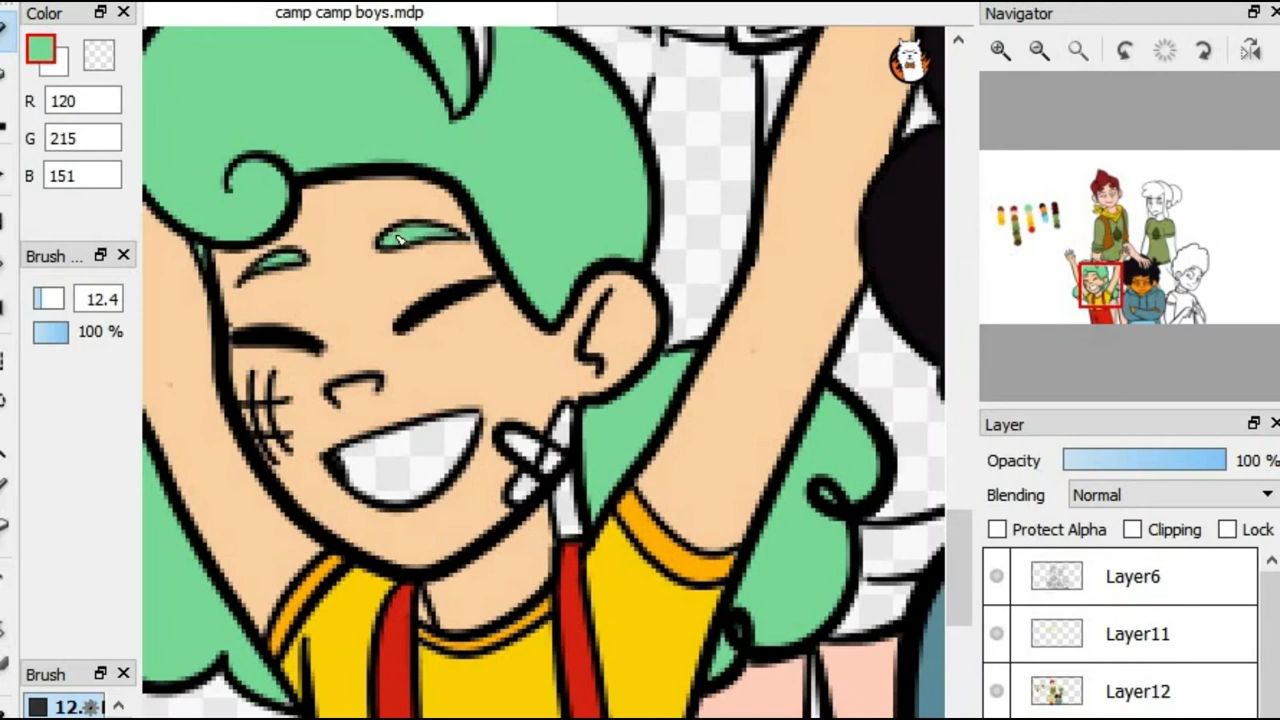 Color
camp camp boys.mdp
Navigator
R 120
G 215
B 151
Brush ...
12.4
100 %
Layer
Opacity 100 %
Blending Normal
Protect Alpha Clipping Lock
Layer6
Layer11
Layer12
Brush
12.